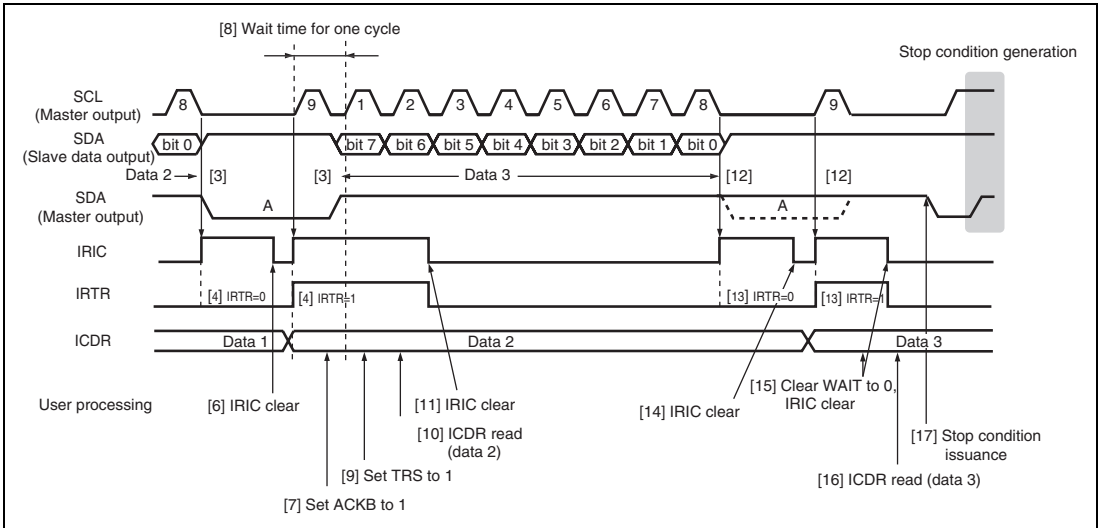 [8] Wait time for one cycle
Stop condition generation
SCL
(Master output)
8 9 1 2 3 4 5 6 7 8 9
SDA
(Slave data output)
bit 0 bit 7 bit 6 bit 5 bit 4 bit 3 bit 2 bit 1 bit 0
Data 2 [3] [3] Data 3 [12] [12]
SDA
(Master output)
A A
IRIC
IRTR
[4] IRTR=0 [4] IRTR=1 [13] IRTR=0 [13] IRTR=1
ICDR
Data 1 Data 2 Data 3
User processing
[6] IRIC clear
[11] IRIC clear
[10] ICDR read
(data 2)
[9] Set TRS to 1
[7] Set ACKB to 1
[14] IRIC clear
[15] Clear WAIT to 0,
IRIC clear
[17] Stop condition
issuance
[16] ICDR read (data 3)